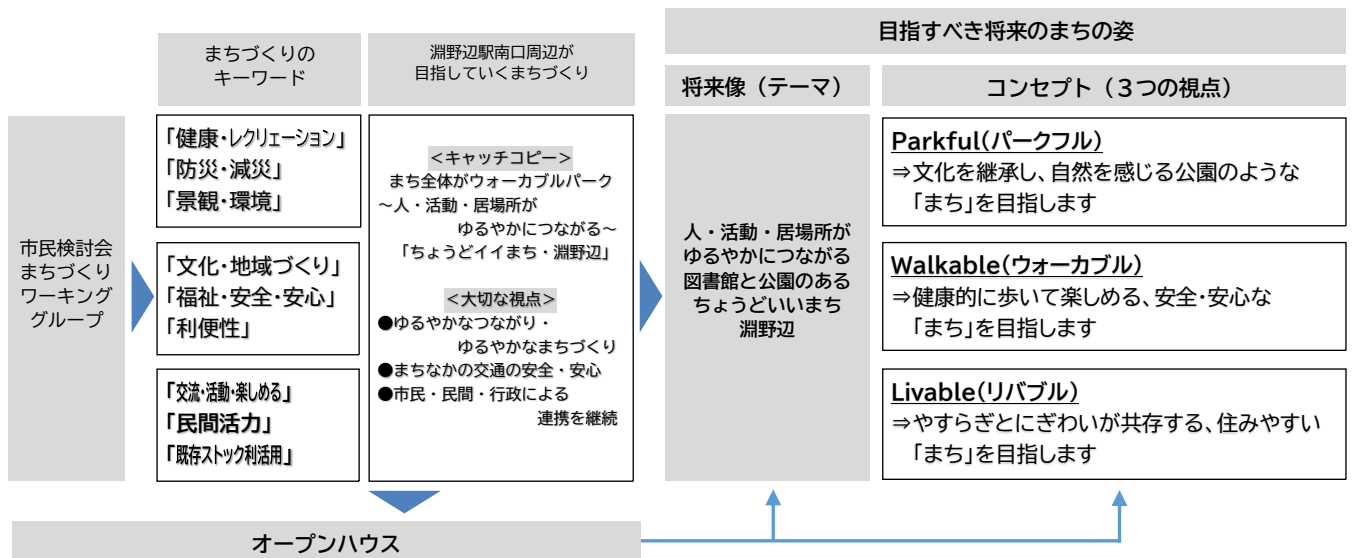 まちづくりの
キーワード
淵野辺駅南口周辺が
目指していくまちづくり
目指すべき将来のまちの姿
将来像（テーマ）
コンセプト（３つの視点）
市民検討会
まちづくり
ワーキング
グループ
「健康・レクリエーション」
「防災・減災」
「景観・環境」
「文化・地域づくり」
「福祉・安全・安心」
「利便性」
「交流・活動・楽しめる」
「民間活力」
「既存ストック利活用」
＜キャッチコピー＞
まち全体がウォーカブルパーク
～人・活動・居場所が
ゆるやかにつながる～
「ちょうどイイまち・淵野辺」
＜大切な視点＞
●ゆるやかなつながり・
ゆるやかなまちづくり
●まちなかの交通の安全・安心
●市民・民間・行政による
連携を継続
人・活動・居場所が
ゆるやかにつながる
図書館と公園のある
ちょうどいいまち
淵野辺
Parkful(パークフル)
⇒文化を継承し、自然を感じる公園のような
「まち」を目指します
Walkable(ウォーカブル)
⇒健康的に歩いて楽しめる、安全・安心な
「まち」を目指します
Livable(リバブル)
⇒やすらぎとにぎわいが共存する、住みやすい
「まち」を目指します
オープンハウス